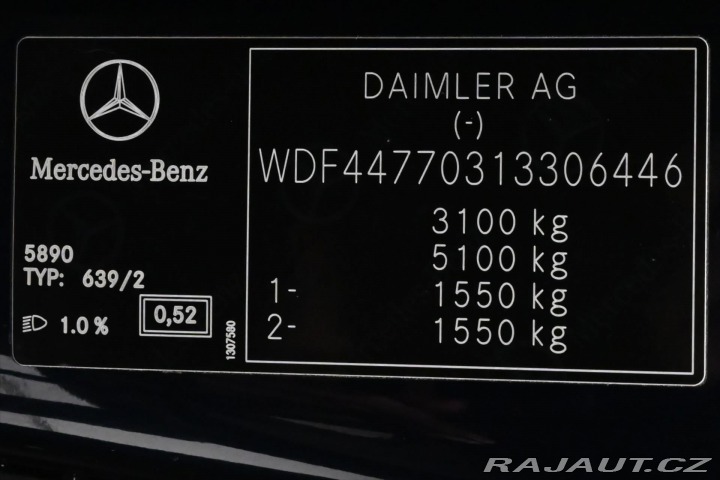 Mercedes-Benz
5890
TYP: 639/2
1.0 %
0,52
1307580
DAIMLER AG
(-)
WDF44770313306446
3100 kg
5100 kg
1- 1550 kg
2- 1550 kg
RAJAUT.CZ